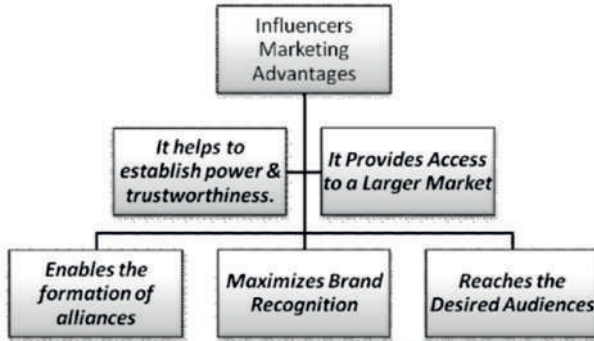 Influencers
Marketing
Advantages
It helps to
establish power &
trustworthiness.
It Provides Access
to a Larger Market
Enables the
formation of
alliances
Maximizes Brand
Recognition
Reaches the
Desired Audiences